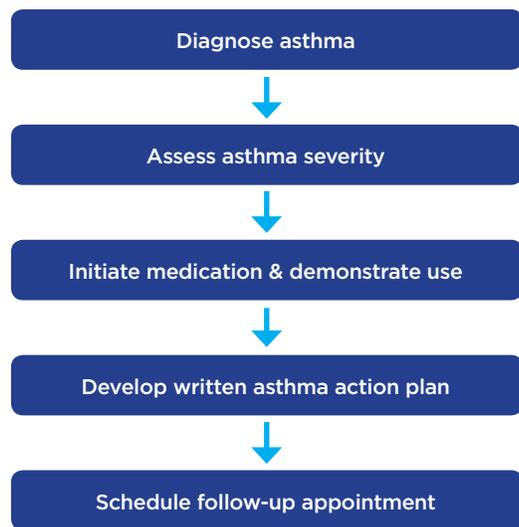 Diagnose asthma
Assess asthma severity
Initiate medication & demonstrate use
Develop written asthma action plan
Schedule follow-up appointment